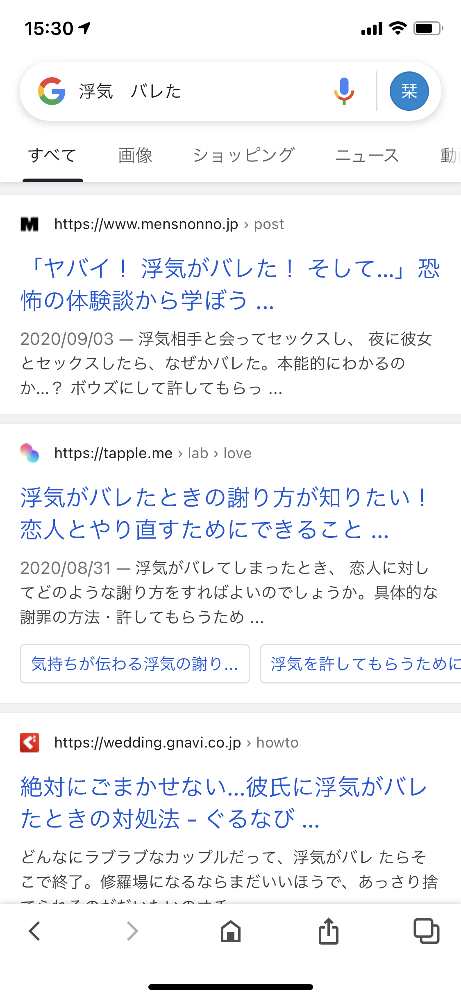 15:30
浮気　バレた
栞
すべて 画像 ショッピング ニュース 動
https://www.mensnonno.jp › post
「ヤバイ！ 浮気がバレた！ そして...」恐
怖の体験談から学ぼう ...
2020/09/03 — 浮気相手と会ってセックスし、 夜に彼女
とセックスしたら、なぜかバレた。本能的にわかるの
か...？ ボウズにして許してもらっ ...
https://tapple.me › lab › love
浮気がバレたときの謝り方が知りたい！
恋人とやり直すためにできること ...
2020/08/31 — 浮気がバレてしまったとき、 恋人に対し
てどのような謝り方をすればよいのでしょうか。具体的な
謝罪の方法・許してもらうため ...
気持ちが伝わる浮気の謝り... 浮気を許してもらうために
https://wedding.gnavi.co.jp › howto
絶対にごまかせない...彼氏に浮気がバレ
たときの対処法 - ぐるなび ...
どんなにラブラブなカップルだって、浮気がバレ たらそ
こで終了。修羅場になるならまだいいほうで、あっさり捨